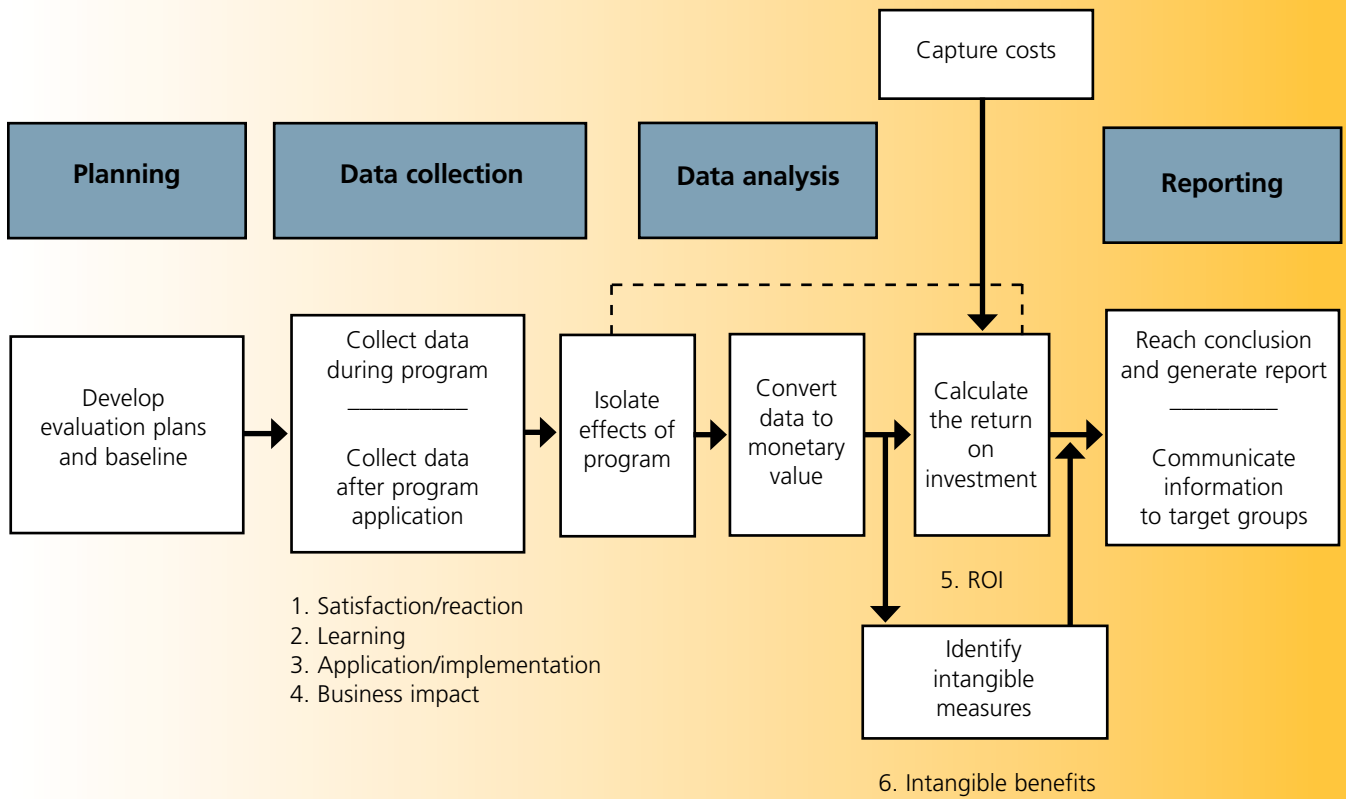 Capture costs
Planning
Data collection
Data analysis
Reporting
Develop
evaluation plans
and baseline
Collect data
during program
___________
Collect data
after program
application
Isolate
effects of
program
Convert
data to
monetary
value
Calculate
the return
on
investment
Reach conclusion
and generate report
__________
Communicate
information
to target groups
1. Satisfaction/reaction
2. Learning
3. Application/implementation
4. Business impact
5. ROI
Identify
intangible
measures
6. Intangible benefits